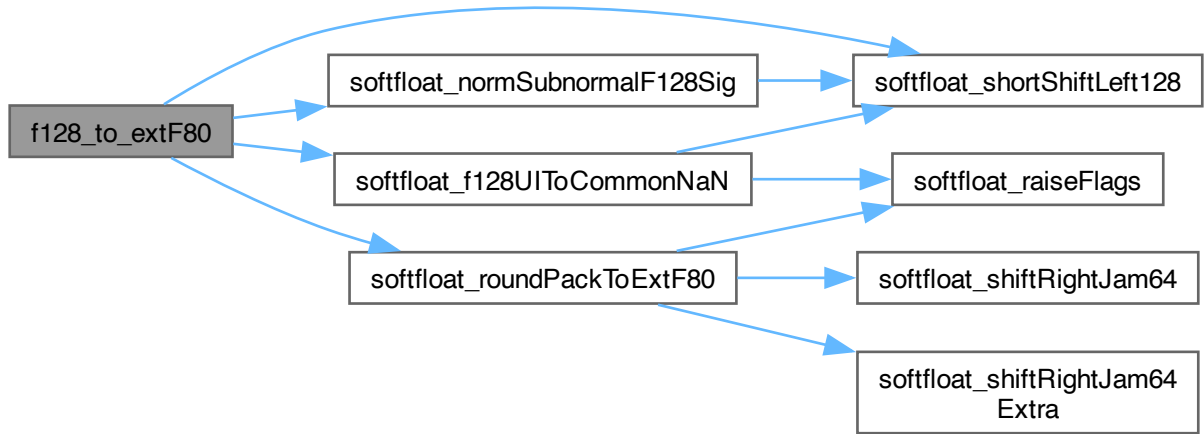 f128_to_extF80
softfloat_normSubnormalF128Sig
softfloat_f128UIToCommonNaN
softfloat_roundPackToExtF80
softfloat_shortShiftLeft128
softfloat_raiseFlags
softfloat_shiftRightJam64
softfloat_shiftRightJam64
Extra